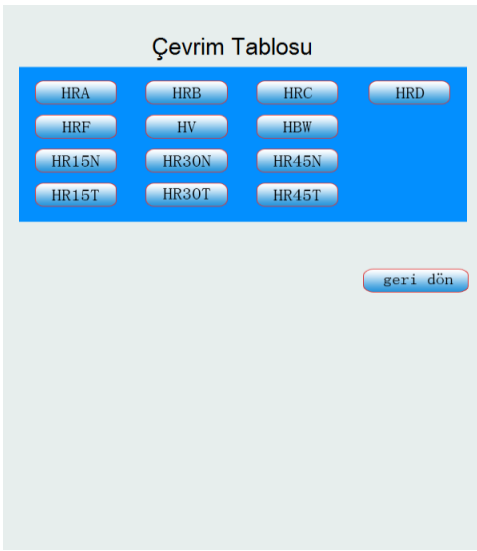 Çevrim Tablosu
HRA HRB HRC HRD
HRF HV HBW
HR15N HR30N HR45N
HR15T HR30T HR45T
geri dön